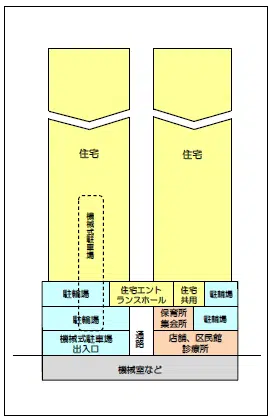 住宅
住宅
機械式駐車場
駐輪場
住宅エント
ランスホール
住宅
共用
駐輪場
駐輪場
通路
保育所
集会所
駐輪場
機械式駐車場
出入口
店舗、区民館
診療所
機械室など